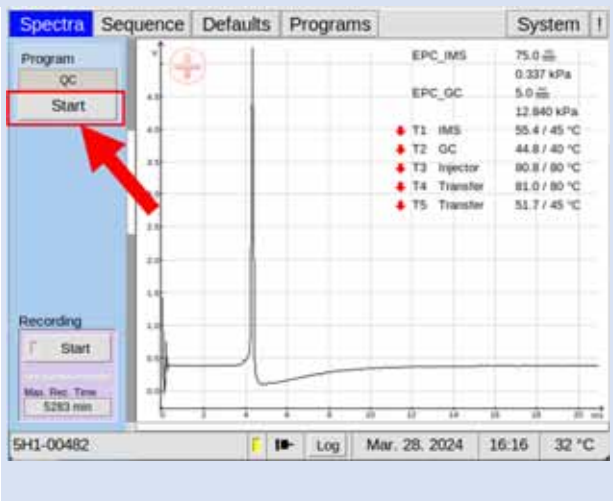 Spectra Sequence Defaults Programs System !
Program
QC
Start
EPC_IMS 75.0
0.337 kPa
EPC_GC 5.0
12.840 kPa
T1 IMS 55.4 / 45 °C
T2 GC 44.8 / 40 °C
T3 Injector 80.8 / 80 °C
T4 Transfer 81.0 / 80 °C
T5 Transfer 51.7 / 45 °C
Recording
Start
Max. Rec. Time
5283 min
5H1-00482 Log Mar. 28. 2024 16:16 32 °C